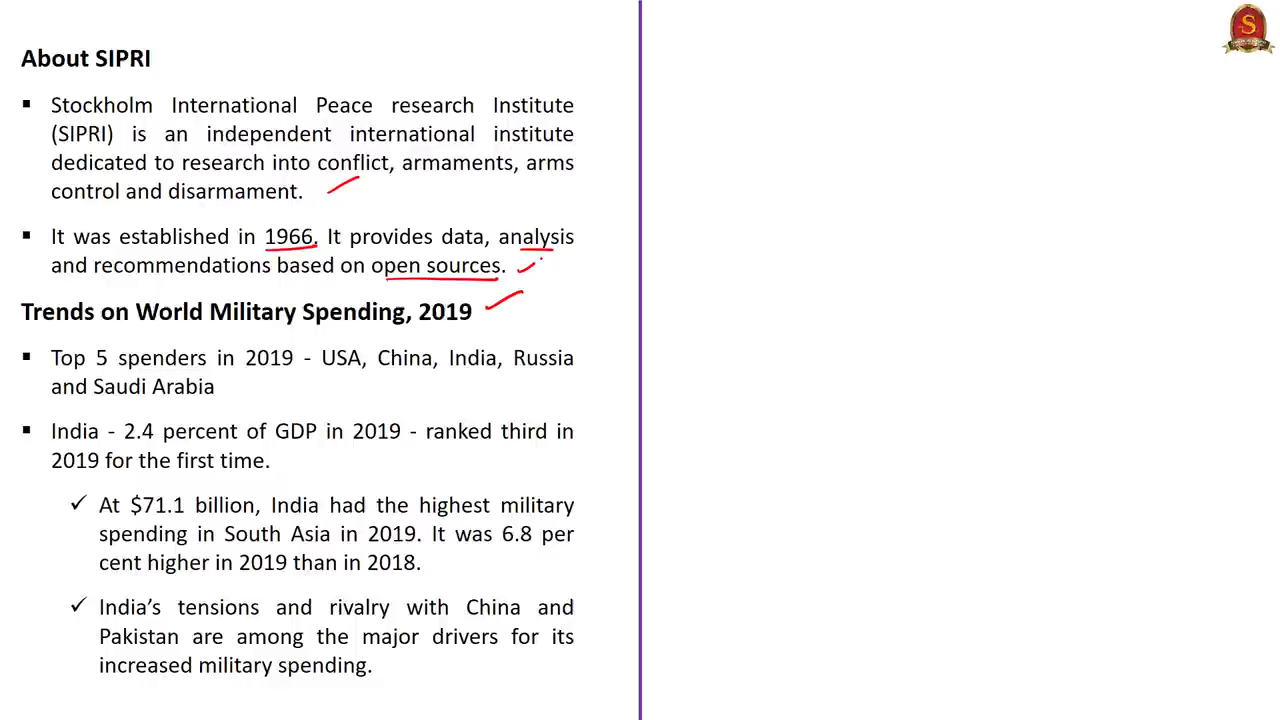 About SIPRI
▪ Stockholm International Peace research Institute
(SIPRI) is an independent international institute
dedicated to research into conflict, armaments, arms
control and disarmament.
▪ It was established in 1966. It provides data, analysis
and recommendations based on open sources.
Trends on World Military Spending, 2019
▪ Top 5 spenders in 2019 - USA, China, India, Russia
and Saudi Arabia
▪ India - 2.4 percent of GDP in 2019 - ranked third in
2019 for the first time.
✓ At $71.1 billion, India had the highest military
spending in South Asia in 2019. It was 6.8 per
cent higher in 2019 than in 2018.
✓ India’s tensions and rivalry with China and
Pakistan are among the major drivers for its
increased military spending.
S